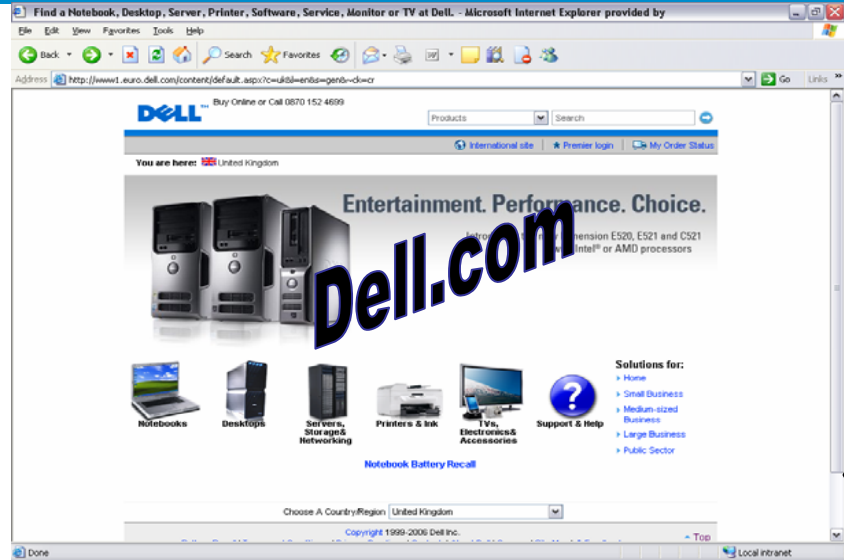 Find a Notebook, Desktop, Server, Printer, Software, Service, Monitor or TV at Dell. - Microsoft Internet Explorer provided by
File Edit View Favorites Tools Help
Back Search Favorites
Address http://www1.euro.dell.com/content/default.aspx?c=uk&l=en&s=gen&~ck=cr Go Links »
DELL™ Buy Online or Call 0870 152 4699
Products Search
International site | Premier login | My Order Status
You are here: United Kingdom
Entertainment. Performance. Choice.
E520, E521 and C521
Intel® or AMD processors
Dell.com
Notebooks
Desktops
Servers, Storage& Networking
Printers & Ink
TVs, Electronics& Accessories
Support & Help
Solutions for:
Home
Small Business
Medium-sized
Business
Large Business
Public Sector
Notebook Battery Recall
Choose A Country/Region United Kingdom
Copyright 1999-2006 Dell Inc.
Top
Done Local intranet